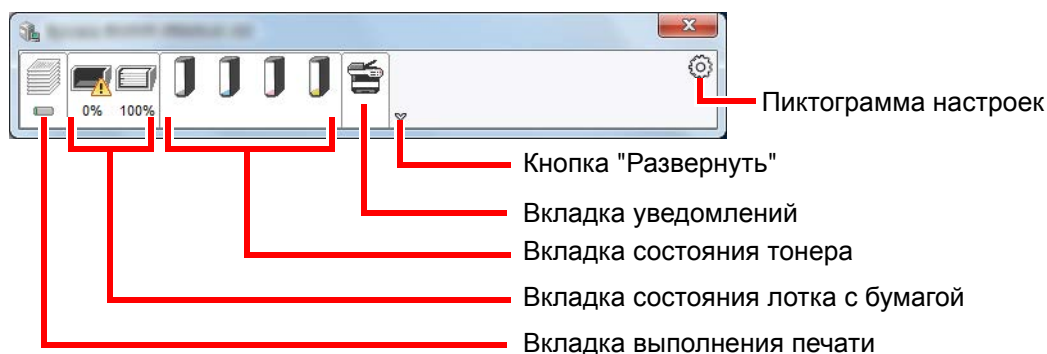 0% 100%
Пиктограмма настроек
Кнопка "Развернуть"
Вкладка уведомлений
Вкладка состояния тонера
Вкладка состояния лотка с бумагой
Вкладка выполнения печати